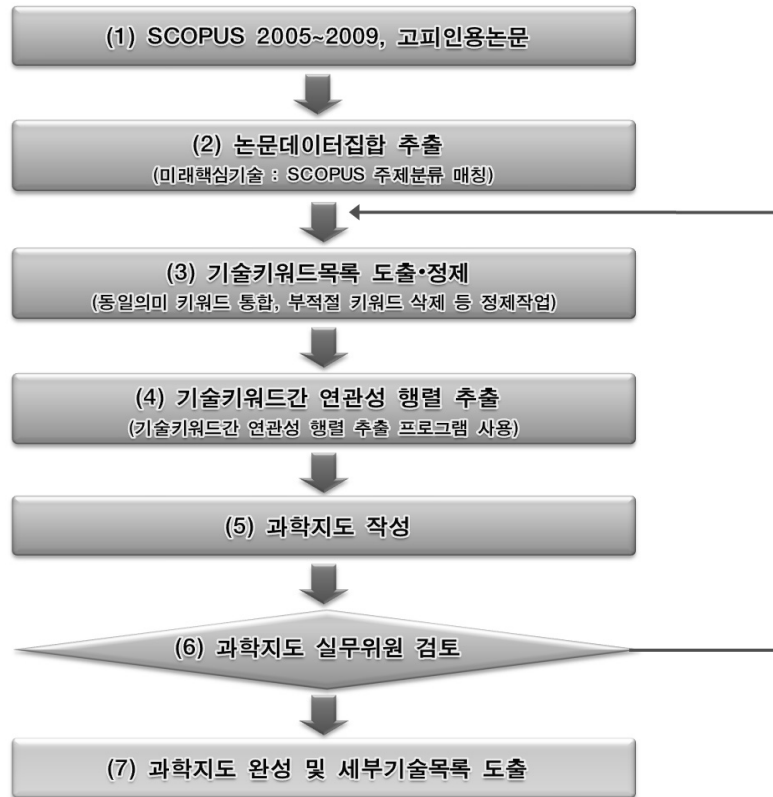 (1) SCOPUS 2005~2009, 고피인용논문
(2) 논문데이터집합 추출
(미래핵심기술 : SCOPUS 주제분류 매칭)
(3) 기술키워드목록 도출•정제
(동일의미 키워드 통합, 부적절 키워드 삭제 등 정제작업)
(4) 기술키워드간 연관성 행렬 추출
(기술키워드간 연관성 행렬 추출 프로그램 사용)
(5) 과학지도 작성
(6) 과학지도 실무위원 검토
(7) 과학지도 완성 및 세부기술목록 도출